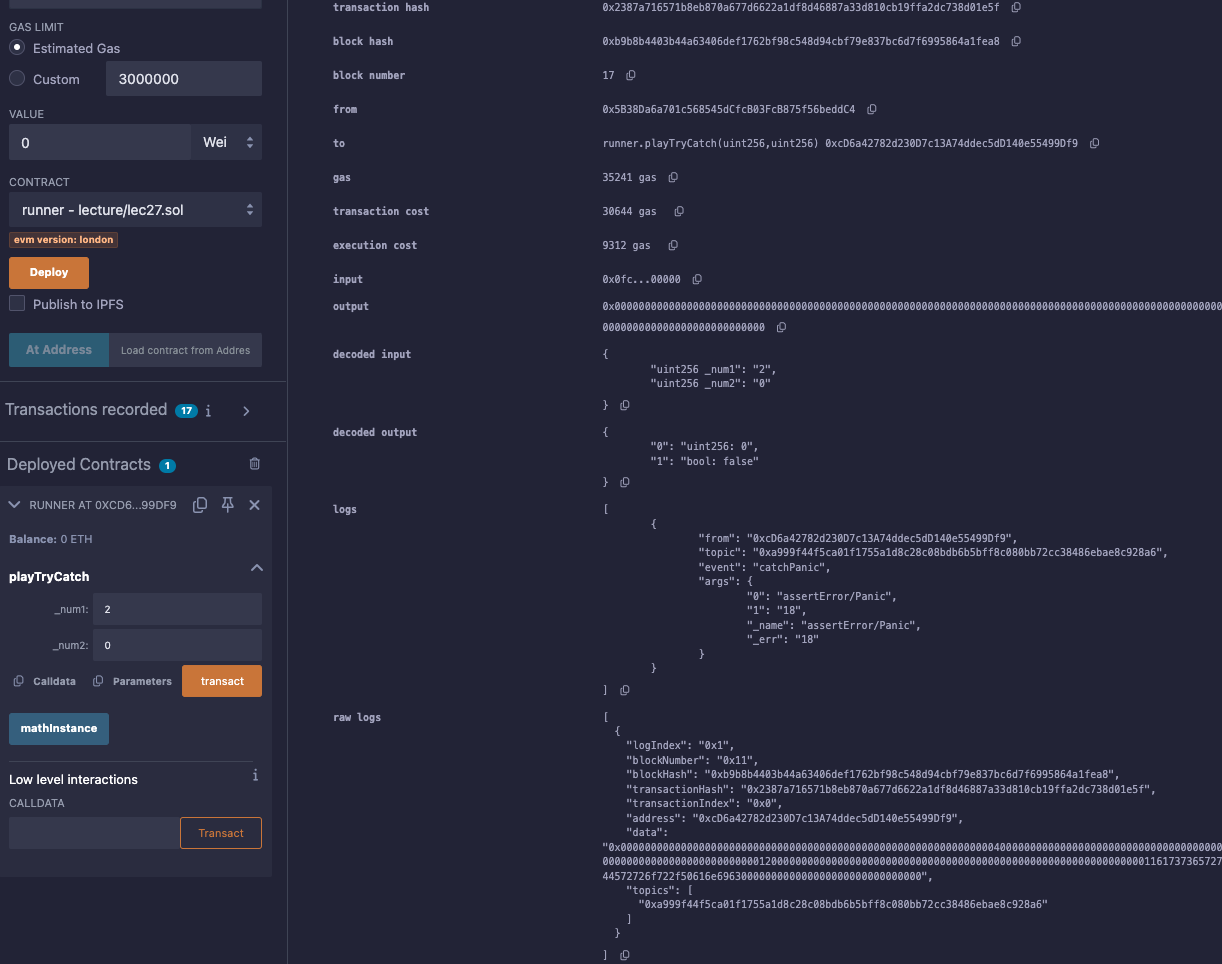 GAS LIMIT
Estimated Gas
Custom
3000000
VALUE
0
Wei
CONTRACT
runner - lecture/lec27.sol
evm version: london
Deploy
Publish to IPFS
At Address
Load contract from Addres
Transactions recorded 17 i
Deployed Contracts 1
RUNNER AT 0XCD6...99DF9
Balance: 0 ETH
playTryCatch
_num1: 2
_num2: 0
Calldata
Parameters
transact
mathInstance
Low level interactions
i
CALLDATA
Transact
transaction hash 0x2387a716571b8eb870a677d6622a1df8d46887a33d810cb19ffa2dc738d01e5f
block hash 0xb9b8b4403b44a63406def1762bf98c548d94cbf79e837bc6d7f6995864a1fea8
block number 17
from 0x5B38Da6a701c568545dCfcB03FcB875f56beddC4
to runner.playTryCatch(uint256,uint256) 0xcD6a42782d230D7c13A74ddec5dD140e55499Df9
gas 35241 gas
transaction cost 30644 gas
execution cost 9312 gas
input 0x0fc...00000
output
decoded input {
"uint256 _num1": "2",
"uint256 _num2": "0"
}
decoded output {
"0": "uint256: 0",
"1": "bool: false"
}
logs [
{
"from": "0xcD6a42782d230D7c13A74ddec5dD140e55499Df9",
"topic": "0xa999f44f5ca01f1755a1d8c28c08bdb6b5bff8c080bb72cc38486ebae8c928a6",
"event": "catchPanic",
"args": {
"0": "assertError/Panic",
"1": "18",
"_name": "assertError/Panic",
"_err": "18"
}
}
]
raw logs [
{
"logIndex": "0x1",
"blockNumber": "0x11",
"blockHash": "0xb9b8b4403b44a63406def1762bf98c548d94cbf79e837bc6d7f6995864a1fea8",
"transactionHash": "0x2387a716571b8eb870a677d6622a1df8d46887a33d810cb19ffa2dc738d01e5f",
"transactionIndex": "0x0",
"address": "0xcD6a42782d230D7c13A74ddec5dD140e55499Df9",
"data":
"topics": [
"0xa999f44f5ca01f1755a1d8c28c08bdb6b5bff8c080bb72cc38486ebae8c928a6"
]
}
]